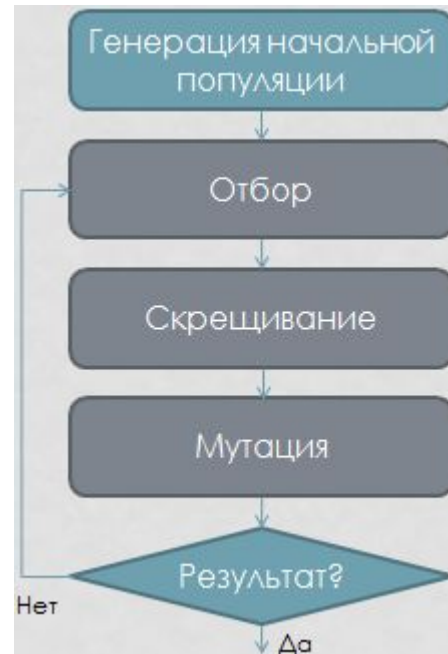 Генерация начальной
популяции
Отбор
Скрещивание
Мутация
Результат?
Нет
Да